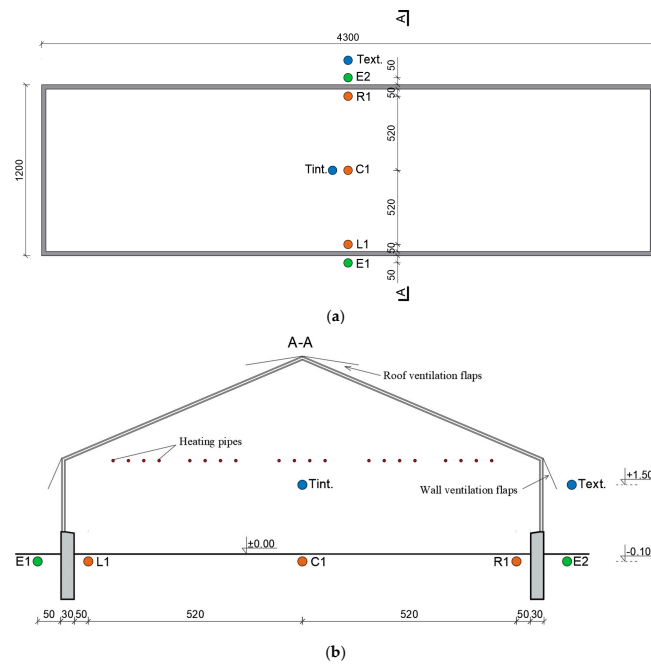 A
4300
Text.
50
E2
50
R1
520
1200
Tint.
C1
520
L1
50
E1
50
A
(a)
A-A
Roof ventilation flaps
Heating pipes
Tint.
Wall ventilation flaps
Text.
+1.50
±0.00
-0.10
E1
L1
C1
R1
E2
50 30 50 520 520 50 30
(b)